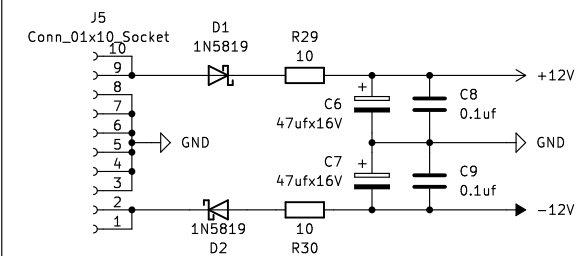 J5
Conn_01x10_Socket
10
9
8
7
6
5
4
3
2
1
D1
1N5819
R29
10
+12V
+
C6
47ufx16V
C8
0.1uf
GND
GND
+
C7
47ufx16V
C9
0.1uf
1N5819
D2
10
R30
-12V